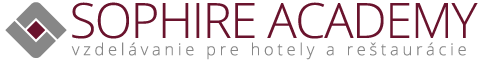 SOPHIRE ACADEMY
vzdelávanie pre hotely a reštaurácie